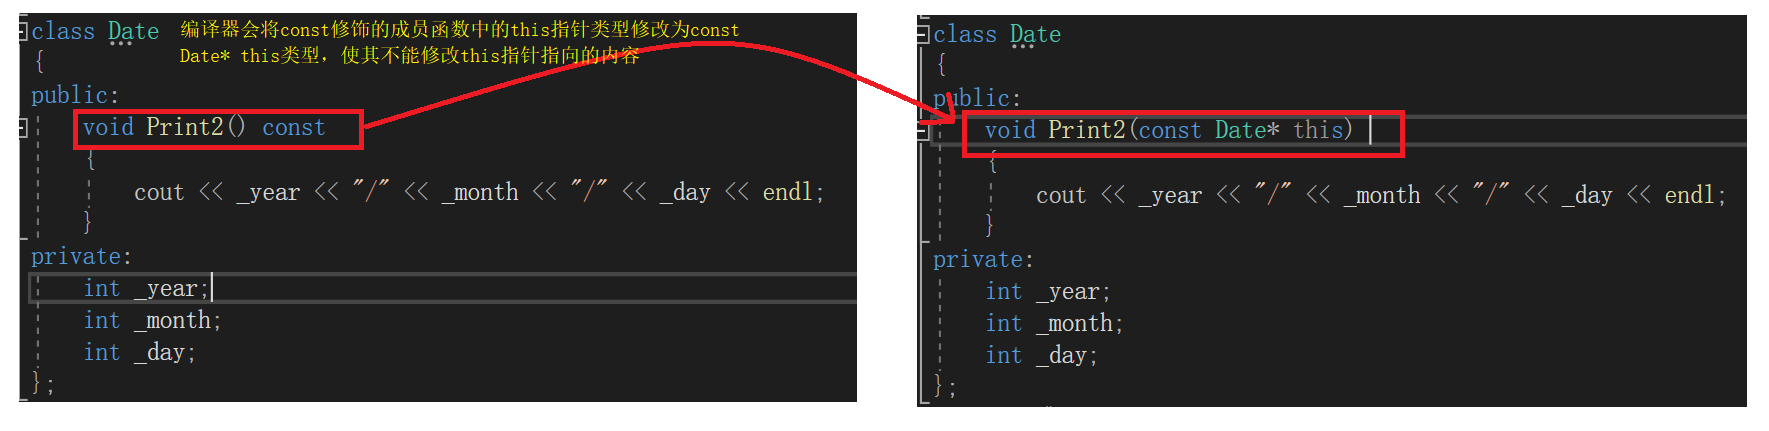 class Date
编译器会将const修饰的成员函数中的this指针类型修改为const
Date* this类型，使其不能修改this指针指向的内容
{
public:
void Print2() const
{
cout << _year << "/" << _month << "/" << _day << endl;
}
private:
int _year;
int _month;
int _day;
};
class Date
{
public:
void Print2(const Date* this)
{
cout << _year << "/" << _month << "/" << _day << endl;
}
private:
int _year;
int _month;
int _day;
};